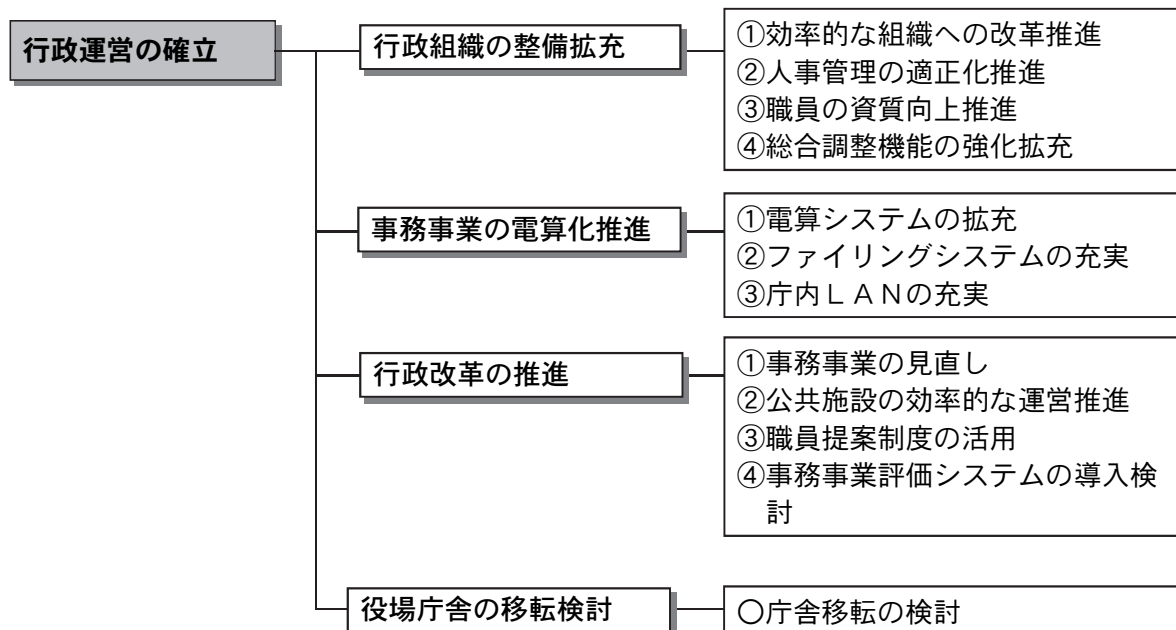 行政運営の確立
行政組織の整備拡充
①効率的な組織への改革推進
②人事管理の適正化推進
③職員の資質向上推進
④総合調整機能の強化拡充
事務事業の電算化推進
①電算システムの拡充
②ファイリングシステムの充実
③庁内ＬＡＮの充実
行政改革の推進
①事務事業の見直し
②公共施設の効率的な運営推進
③職員提案制度の活用
④事務事業評価システムの導入検
討
役場庁舎の移転検討
○庁舎移転の検討